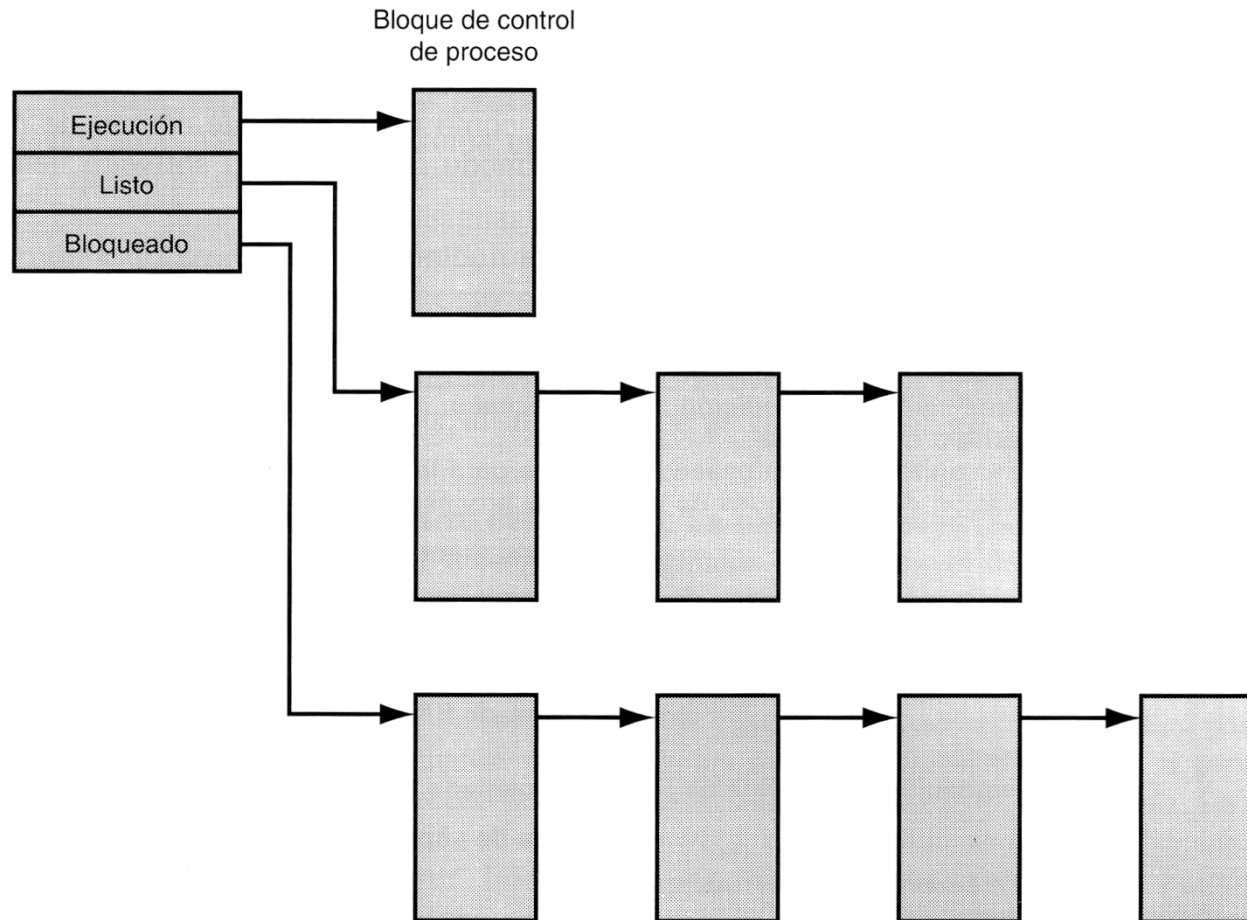 Bloque de control
de proceso
Ejecución
Listo
Bloqueado